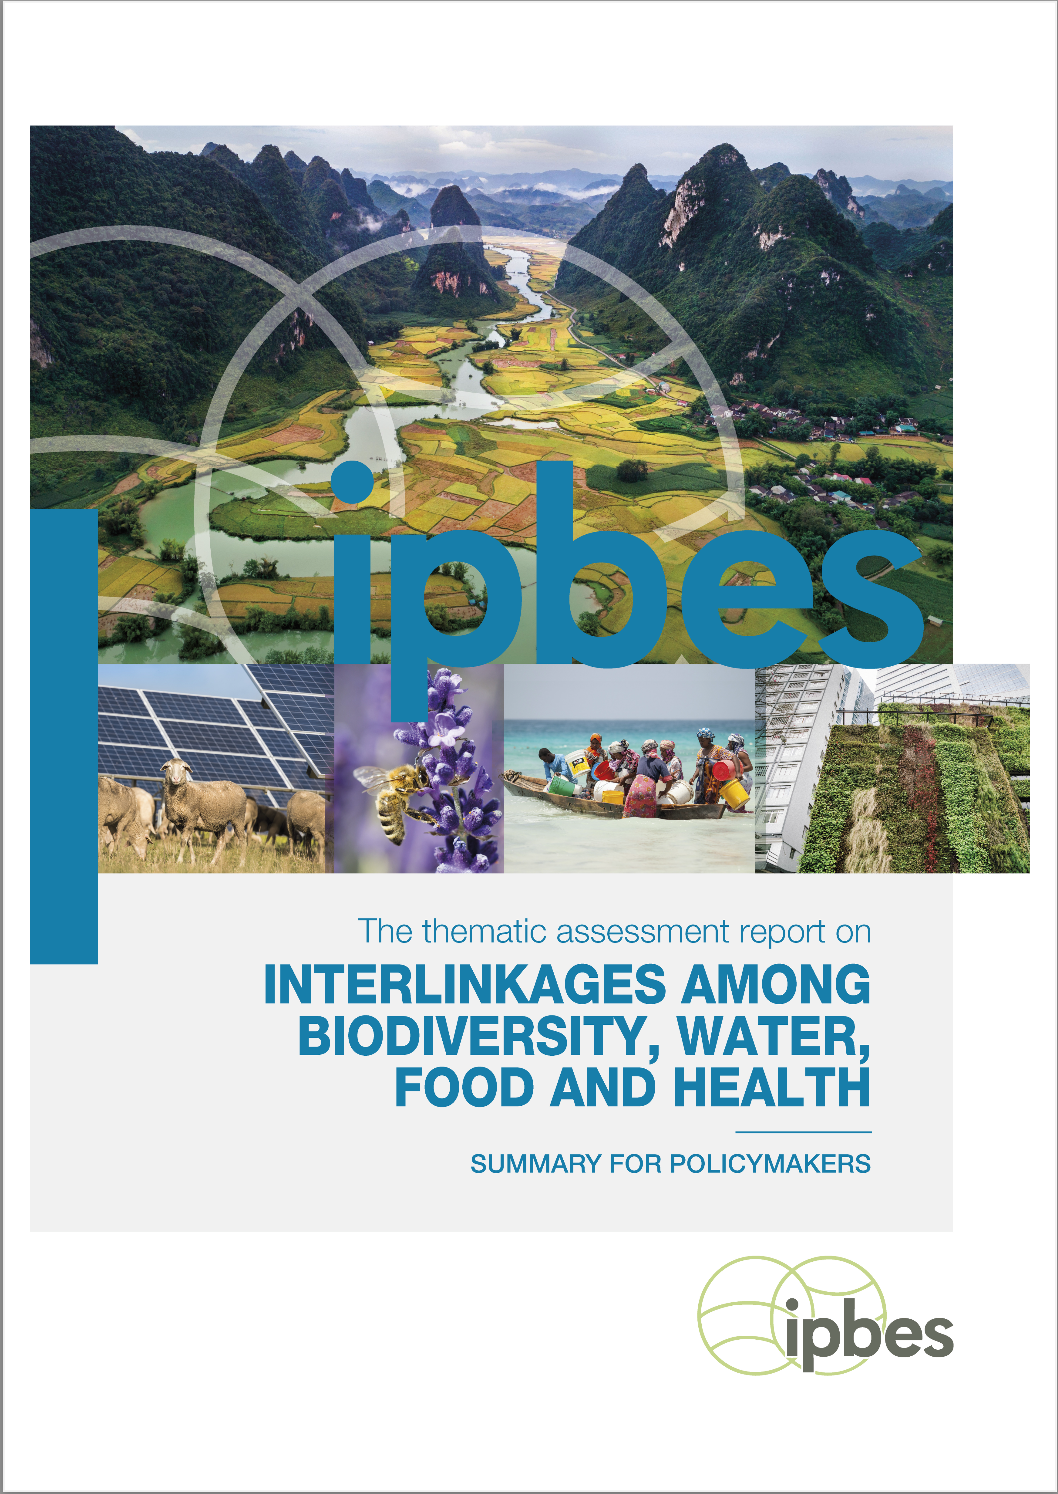 ipbes
The thematic assessment report on
INTERLINKAGES AMONG
BIODIVERSITY, WATER,
FOOD AND HEALTH
SUMMARY FOR POLICYMAKERS
ipbes